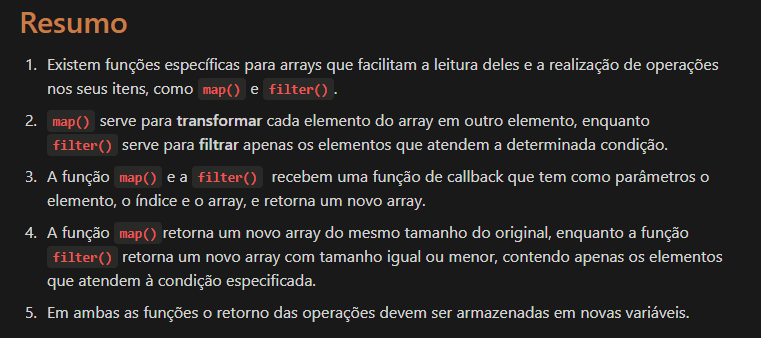 Resumo
1. Existem funções específicas para arrays que facilitam a leitura deles e a realização de operações
nos seus itens, como map() e filter().
2. map() serve para transformar cada elemento do array em outro elemento, enquanto
filter() serve para filtrar apenas os elementos que atendem a determinada condição.
3. A função map() e a filter() recebem uma função de callback que tem como parâmetros o
elemento, o índice e o array, e retorna um novo array.
4. A função map() retorna um novo array do mesmo tamanho do original, enquanto a função
filter() retorna um novo array com tamanho igual ou menor, contendo apenas os elementos
que atendem à condição especificada.
5. Em ambas as funções o retorno das operações devem ser armazenadas em novas variáveis.